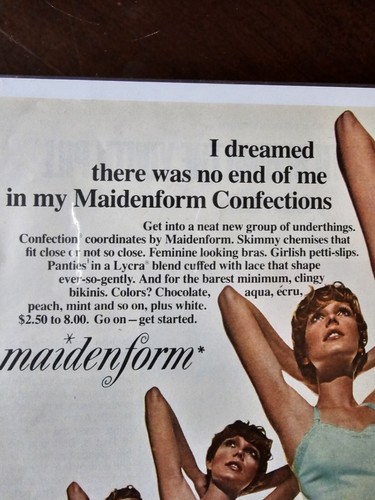 I dreamed
there was no end of me
in my Maidenform Confections
Get into a neat new group of underthings.
Confection coordinates by Maidenform. Skimmy chemises that
fit close or not so close. Feminine looking bras. Girlish petti-slips.
Panties in a Lycra® blend cuffed with lace that shape
ever-so-gently. And for the barest minimum, clingy
bikinis. Colors? Chocolate, aqua, écru,
peach, mint and so on, plus white.
$2.50 to 8.00. Go on—get started.
maidenform*